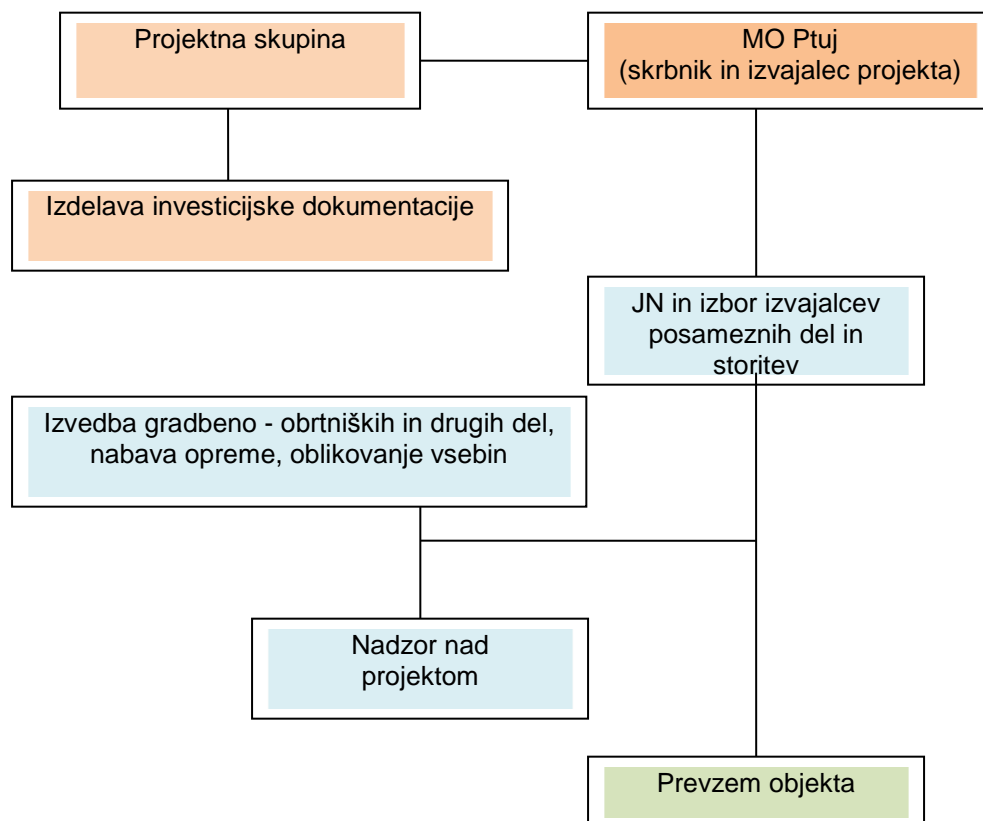 Projektna skupina
MO Ptuj
(skrbnik in izvajalec projekta)
Izdelava investicijske dokumentacije
JN in izbor izvajalcev
posameznih del in
storitev
Izvedba gradbeno - obrtniških in drugih del,
nabava opreme, oblikovanje vsebin
Nadzor nad
projektom
Prevzem objekta